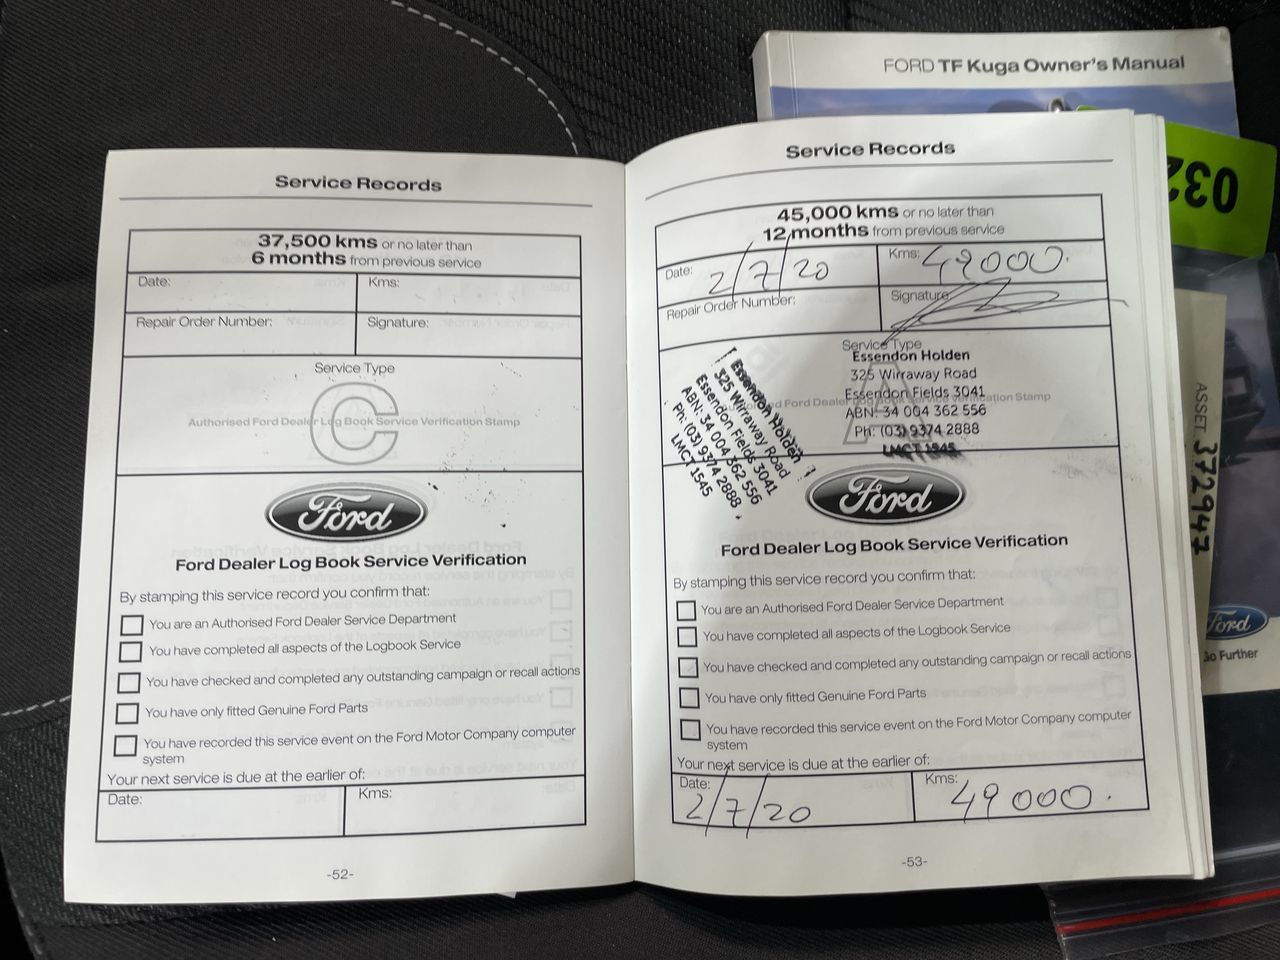 FORD TF Kuga Owner's Manual
032
ASSET 372947
Ford
Go Further
Service Records
37,500 kms or no later than
6 months from previous service
Date:
Kms:
Repair Order Number:
Signature:
Service Type
C
Authorised Ford Dealer Log Book Service Verification Stamp
Ford
Ford Dealer Log Book Service Verification
By stamping this service record you confirm that:
You are an Authorised Ford Dealer Service Department
You have completed all aspects of the Logbook Service
You have checked and completed any outstanding campaign or recall actions
You have only fitted Genuine Ford Parts
You have recorded this service event on the Ford Motor Company computer
system
Your next service is due at the earlier of:
Date:
Kms:
-52-
Service Records
45,000 kms or no later than
12 months from previous service
Date: 2/7/20
Kms: 49000.
Repair Order Number:
Signature:
Service Type
A
Authorised Ford Dealer Log Book Service Verification Stamp
Essendon Holden
325 Wirraway Road
Essendon Fields 3041
ABN: 34 004 362 556
Ph: (03) 9374 2888
LMCT 1545
Essendon Holden
325 Wirraway Road
Essendon Fields 3041
ABN: 34 004 362 556
Ph: (03) 9374 2888
LMCT 1545
Ford
Ford Dealer Log Book Service Verification
By stamping this service record you confirm that:
You are an Authorised Ford Dealer Service Department
You have completed all aspects of the Logbook Service
You have checked and completed any outstanding campaign or recall actions
You have only fitted Genuine Ford Parts
You have recorded this service event on the Ford Motor Company computer
system
Your next service is due at the earlier of:
Date: 2/7/20
Kms: 49000.
-53-